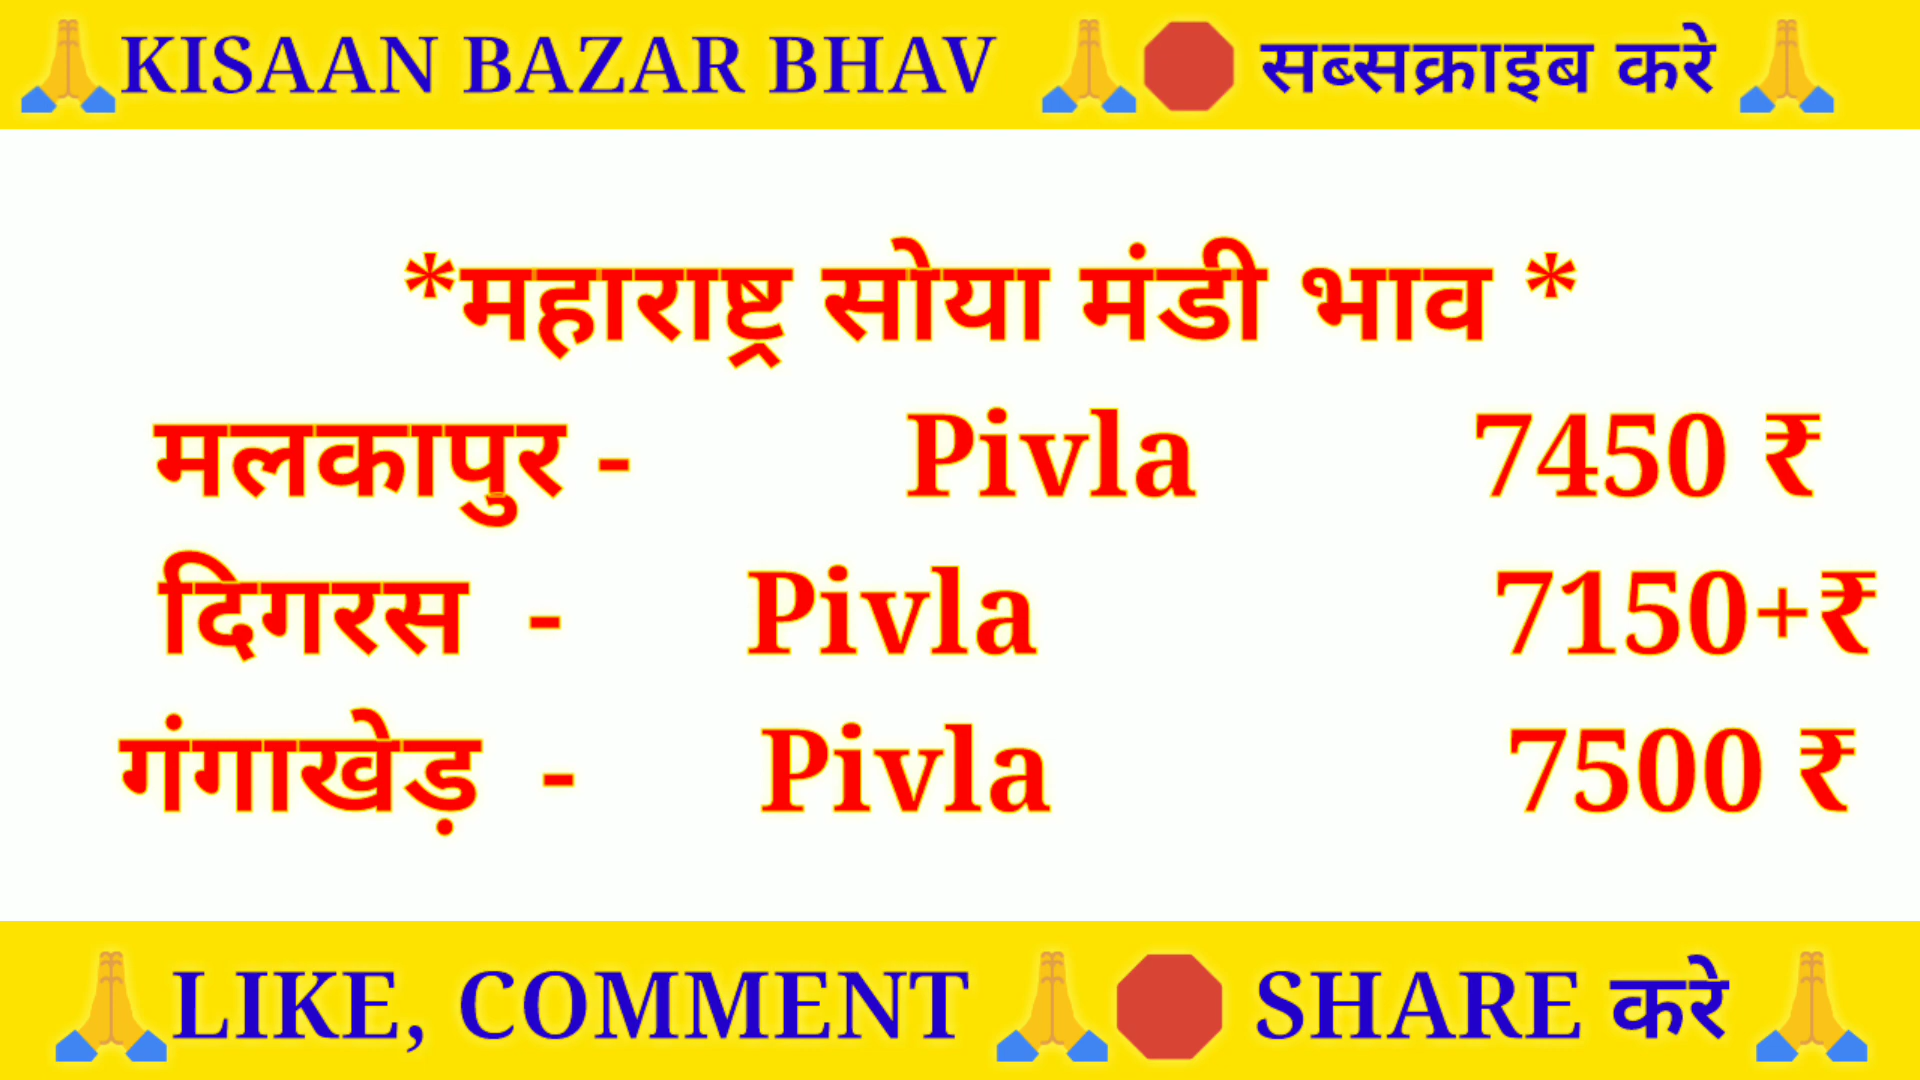 🙏KISAAN BAZAR BHAV 🙏🛑 सब्सक्राइब करे 🙏
*महाराष्ट्र सोया मंडी भाव *
मलकापुर - Pivla 7450 ₹
दिगरस - Pivla 7150+₹
गंगाखेड़ - Pivla 7500 ₹
🙏LIKE, COMMENT 🙏🛑 SHARE करे 🙏